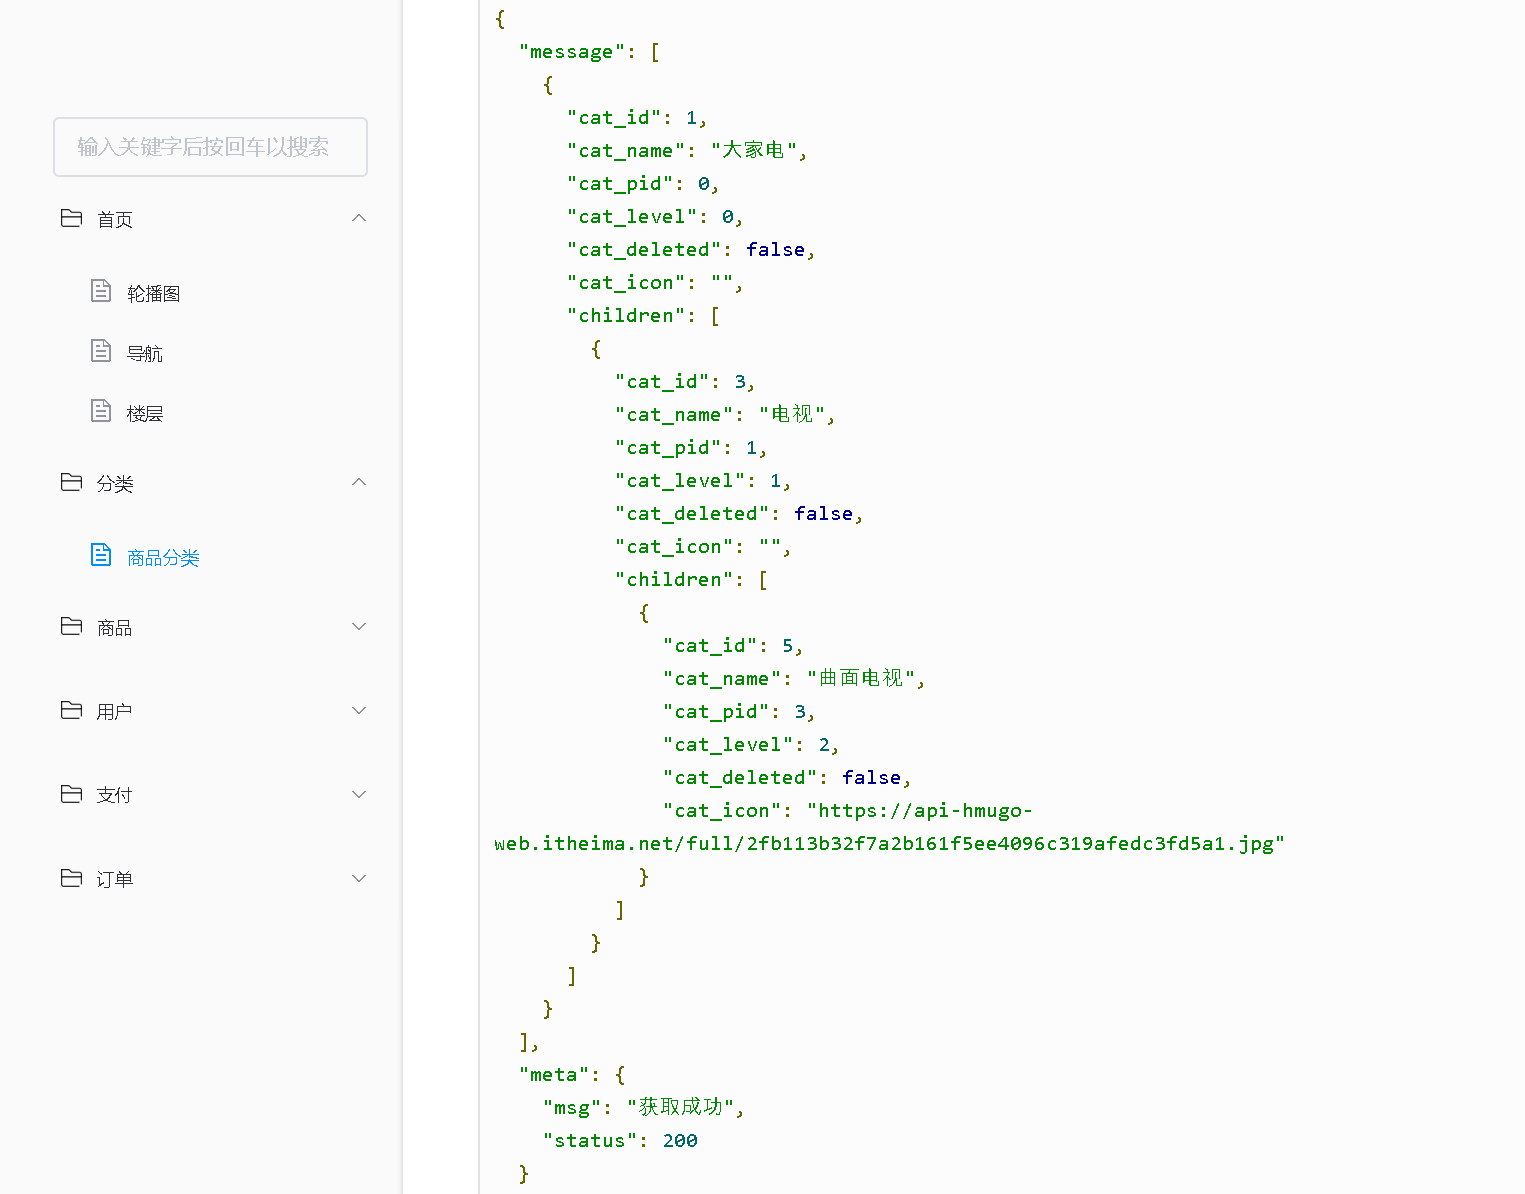 输入关键字后按回车以搜索
首页
轮播图
导航
楼层
分类
商品分类
商品
用户
支付
订单
{
"message": [
{
"cat_id": 1,
"cat_name": "大家电",
"cat_pid": 0,
"cat_level": 0,
"cat_deleted": false,
"cat_icon": "",
"children": [
{
"cat_id": 3,
"cat_name": "电视",
"cat_pid": 1,
"cat_level": 1,
"cat_deleted": false,
"cat_icon": "",
"children": [
{
"cat_id": 5,
"cat_name": "曲面电视",
"cat_pid": 3,
"cat_level": 2,
"cat_deleted": false,
"cat_icon": "https://api-hmugo-
web.itheima.net/full/2fb113b32f7a2b161f5ee4096c319afedc3fd5a1.jpg"
}
]
}
]
}
],
"meta": {
"msg": "获取成功",
"status": 200
}